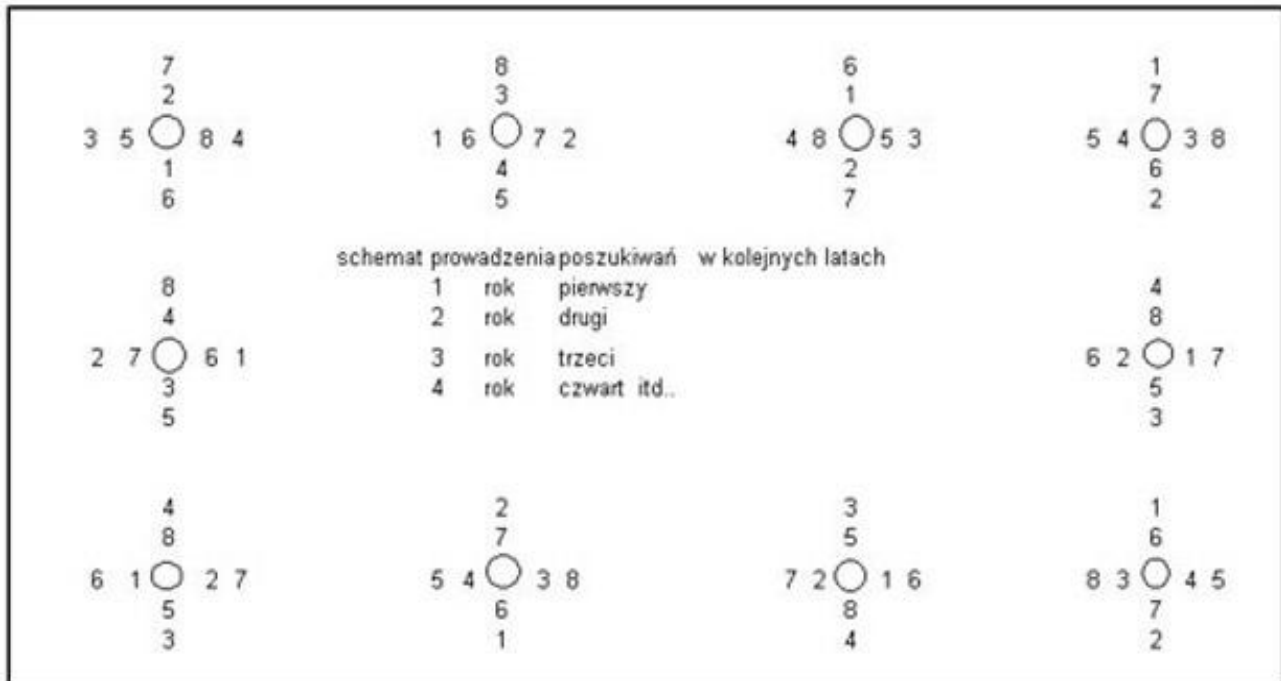 7 8 6 1
2 3 1 7
3 5 8 4 1 6 7 2 4 8 5 3 5 4 3 8
1 4 2 6
6 5 7 2
schemat prowadzenia poszukiwań w kolejnych latach
8 1 rok pierwszy 4
4 2 rok drugi 8
2 7 6 1 3 rok trzeci 6 2 1 7
3 4 rok czwart itd.. 5
5 3
4 2 3 1
8 7 5 6
6 1 2 7 5 4 3 8 7 2 1 6 8 3 4 5
5 6 8 7
3 1 4 2